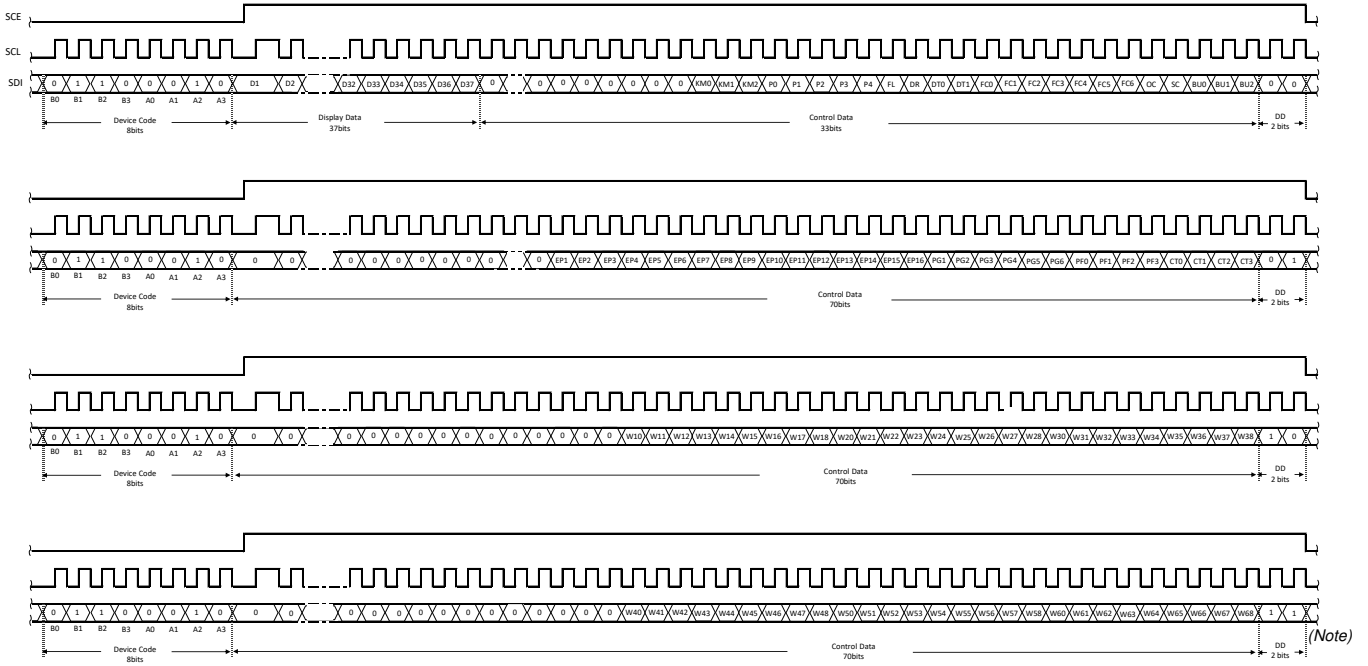 SCE
SCL
SDI 0 1 1 0 0 0 1 0 D1 D2 D32 D33 D34 D35 D36 D37 0 0 0 0 0 0 0 0 KM0 KM1 KM2 P0 P1 P2 P3 P4 FL DR DT0 DT1 FC0 FC1 FC2 FC3 FC4 FC5 FC6 OC SC BU0 BU1 BU2 0 0
B0 B1 B2 B3 A0 A1 A2 A3
Device Code
8bits
Display Data
37bits
Control Data
33bits
DD
2 bits
0 1 1 0 0 0 1 0 0 0 0 0 0 0 0 0 0 0 EP1 EP2 EP3 EP4 EP5 EP6 EP7 EP8 EP9 EP10 EP11 EP12 EP13 EP14 EP15 EP16 PG1 PG2 PG3 PG4 PG5 PG6 PF0 PF1 PF2 PF3 CT0 CT1 CT2 CT3 0 1
B0 B1 B2 B3 A0 A1 A2 A3
Device Code
8bits
Control Data
70bits
DD
2 bits
0 1 1 0 0 0 1 0 0 0 0 0 0 0 0 0 0 0 0 0 0 0 W10 W11 W12 W13 W14 W15 W16 W17 W18 W20 W21 W22 W23 W24 W25 W26 W27 W28 W30 W31 W32 W33 W34 W35 W36 W37 W38 1 0
B0 B1 B2 B3 A0 A1 A2 A3
Device Code
8bits
Control Data
70bits
DD
2 bits
0 1 1 0 0 0 1 0 0 0 0 0 0 0 0 0 0 0 0 0 0 0 W40 W41 W42 W43 W44 W45 W46 W47 W48 W50 W51 W52 W53 W54 W55 W56 W57 W58 W60 W61 W62 W63 W64 W65 W66 W67 W68 1 1
B0 B1 B2 B3 A0 A1 A2 A3
(Note)
Device Code
8bits
Control Data
70bits
DD
2 bits